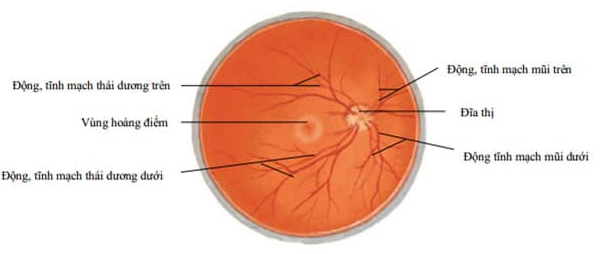 Động, tĩnh mạch thái dương trên
Vùng hoàng điểm
Động, tĩnh mạch thái dương dưới
Động, tĩnh mạch mũi trên
Đĩa thị
Động tĩnh mạch mũi dưới